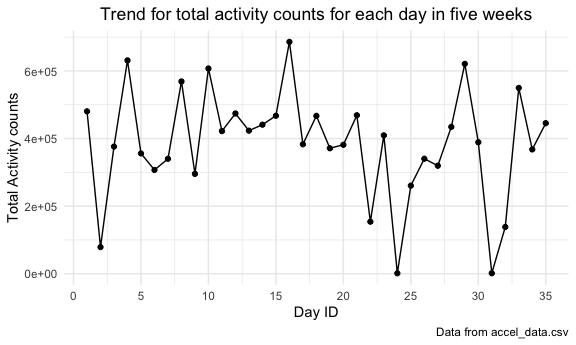 Trend for total activity counts for each day in five weeks
Total Activity counts
6e+05
4e+05
2e+05
0e+00
0 5 10 15 20 25 30 35
Day ID
Data from accel_data.csv